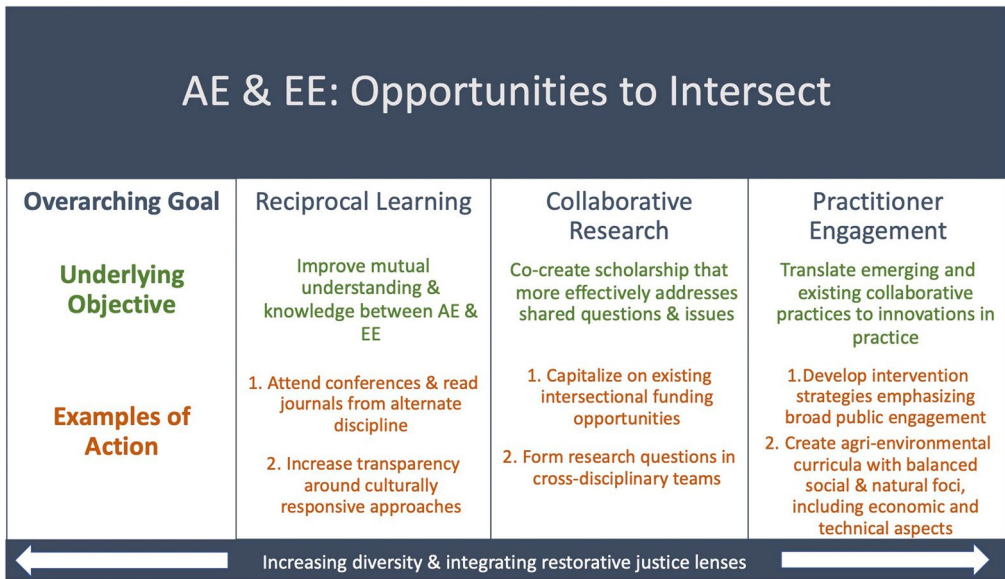 AE & EE: Opportunities to Intersect
Overarching Goal
Reciprocal Learning
Collaborative
Research
Practitioner
Engagement
Underlying
Objective
Improve mutual
understanding &
knowledge between AE &
EE
Co-create scholarship that
more effectively addresses
shared questions & issues
Translate emerging and
existing collaborative
practices to innovations in
practice
Examples of
Action
1. Attend conferences & read
journals from alternate
discipline
2. Increase transparency
around culturally
responsive approaches
1. Capitalize on existing
intersectional funding
opportunities
2. Form research questions in
cross-disciplinary teams
1.Develop intervention
strategies emphasizing
broad public engagement
2. Create agri-environmental
curricula with balanced
social & natural foci,
including economic and
technical aspects
Increasing diversity & integrating restorative justice lenses